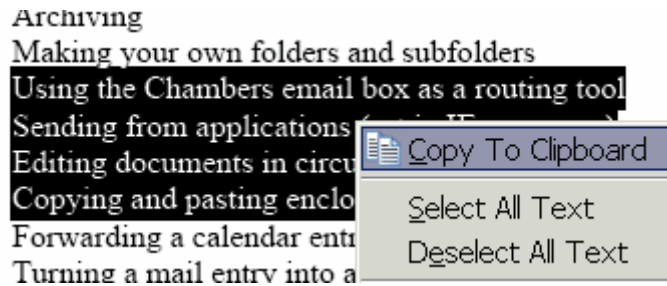 Archiving
Making your own folders and subfolders
Using the Chambers email box as a routing tool
Sending from applications
Editing documents in circu
Copying and pasting enclo
Forwarding a calendar entr
Turning a mail entry into a
Copy To Clipboard
Select All Text
Deselect All Text